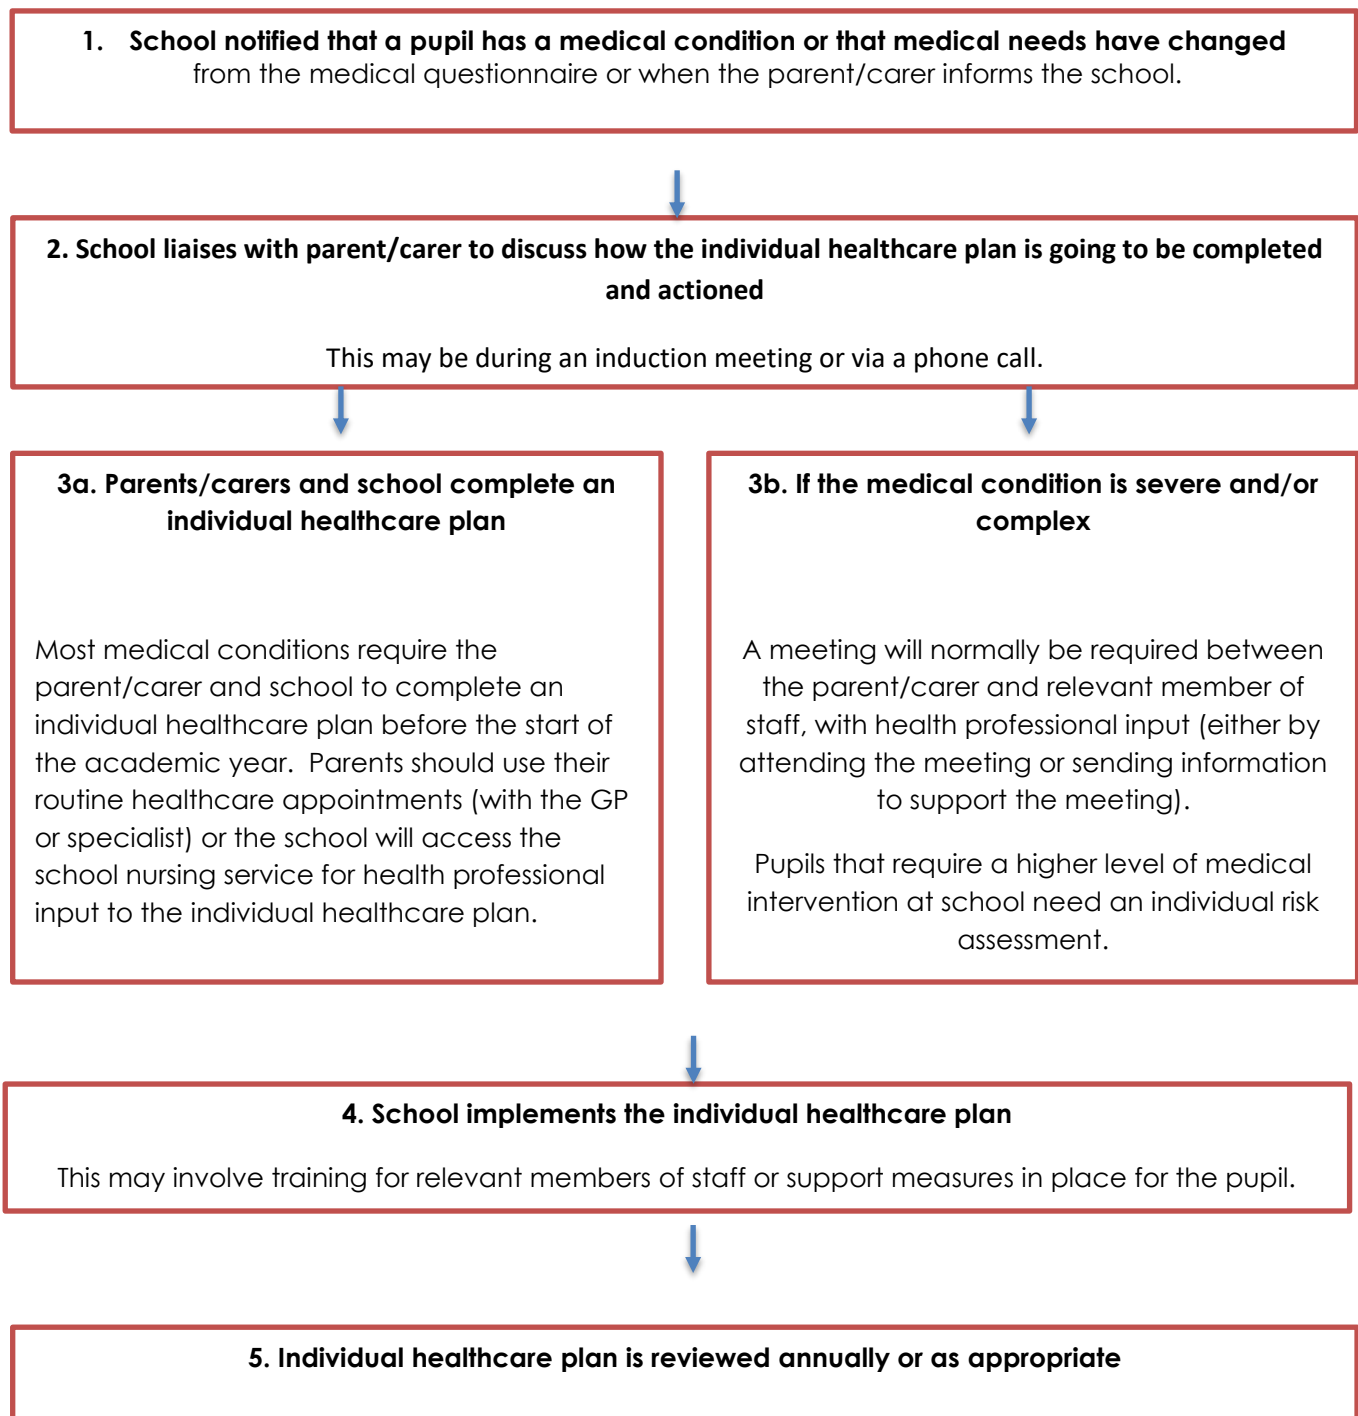 1. School notified that a pupil has a medical condition or that medical needs have changed
from the medical questionnaire or when the parent/carer informs the school.
2. School liaises with parent/carer to discuss how the individual healthcare plan is going to be completed
and actioned
This may be during an induction meeting or via a phone call.
3a. Parents/carers and school complete an
individual healthcare plan
Most medical conditions require the
parent/carer and school to complete an
individual healthcare plan before the start of
the academic year.  Parents should use their
routine healthcare appointments (with the GP
or specialist) or the school will access the
school nursing service for health professional
input to the individual healthcare plan.
3b. If the medical condition is severe and/or
complex
A meeting will normally be required between
the parent/carer and relevant member of
staff, with health professional input (either by
attending the meeting or sending information
to support the meeting).
Pupils that require a higher level of medical
intervention at school need an individual risk
assessment.
4. School implements the individual healthcare plan
This may involve training for relevant members of staff or support measures in place for the pupil.
5. Individual healthcare plan is reviewed annually or as appropriate